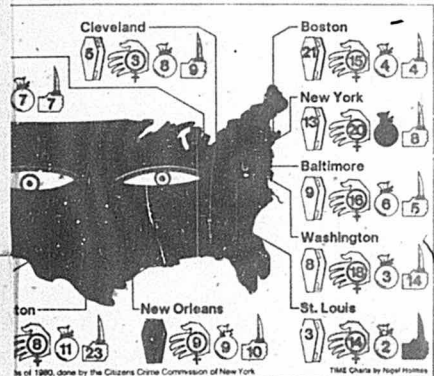 Cleveland
5 3 8 9
Boston
21 15 4 4
7 7
New York
13 20 8
Baltimore
9 16 6 5
Washington
8 18 3 14
ton
8 11 23
New Orleans
9 9 10
St. Louis
3 14 2
hs of 1980, done by the Citizens Crime Commission of New York
TIME Charts by Nigel Holmes